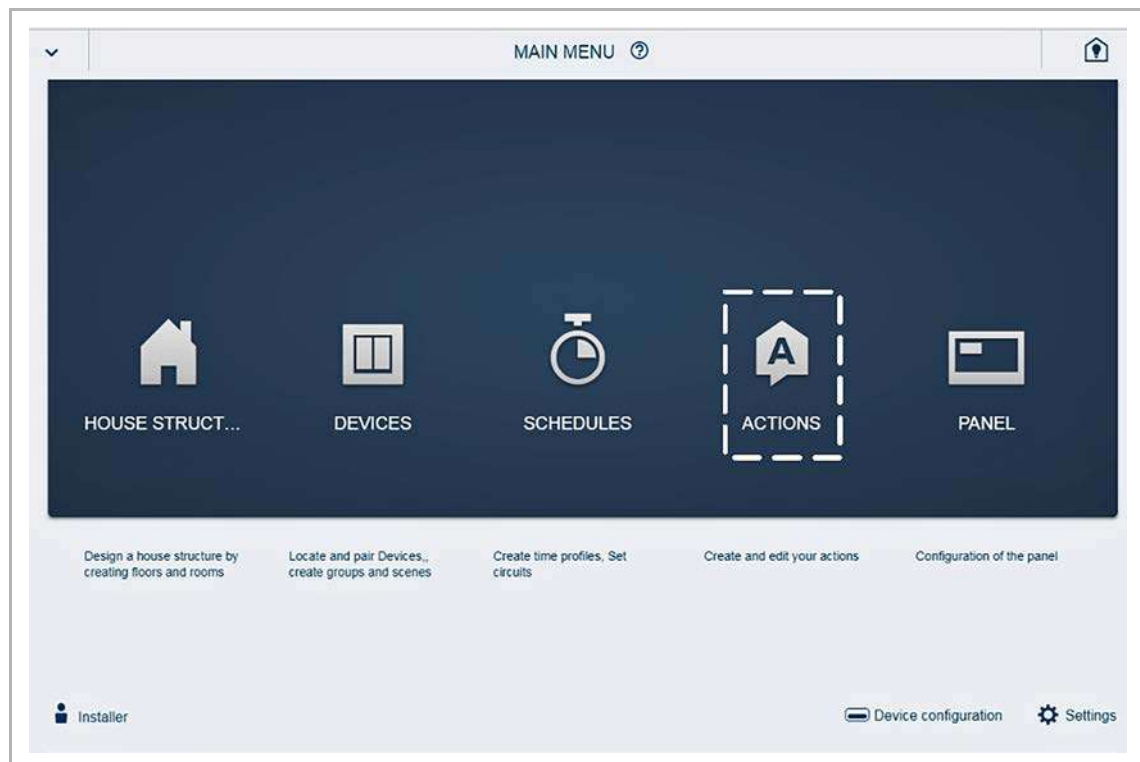 MAIN MENU ?
A
HOUSE STRUCT...
DEVICES
SCHEDULES
ACTIONS
PANEL
Design a house structure by
creating floors and rooms
Locate and pair Devices,,
create groups and scenes
Create time profiles, Set
circuits
Create and edit your actions
Configuration of the panel
Installer
Device configuration
Settings